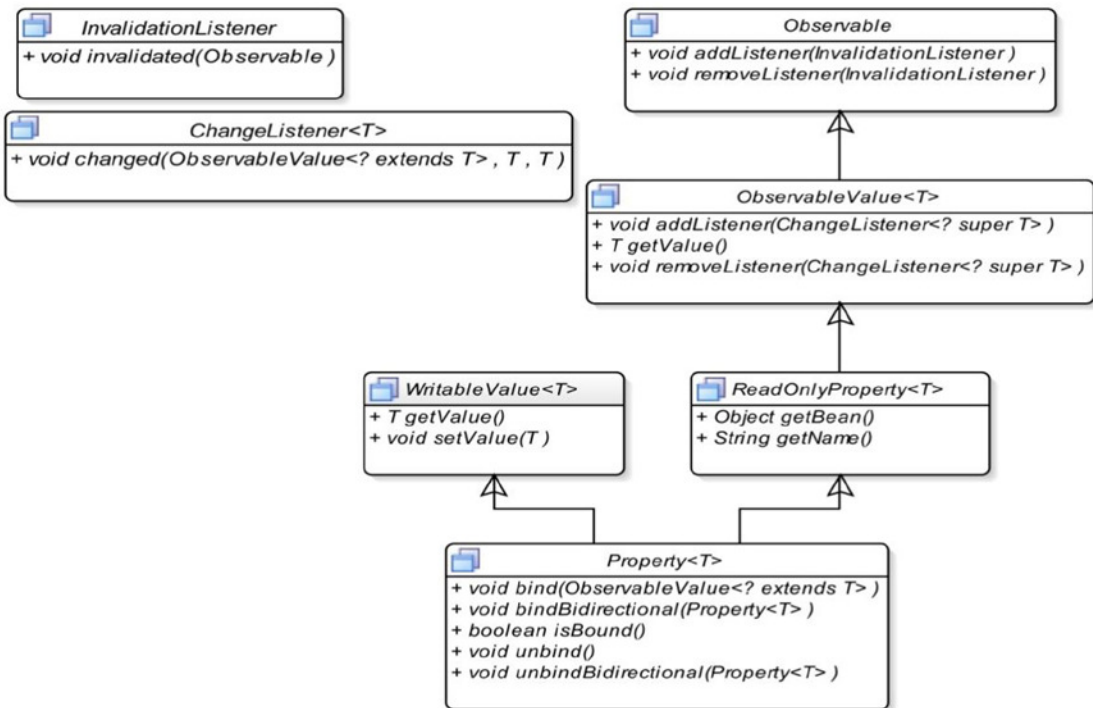 InvalidationListener
+ void invalidated(Observable )
Observable
+ void addListener(InvalidationListener )
+ void removeListener(InvalidationListener )
ChangeListener<T>
+ void changed(ObservableValue<? extends T> , T , T )
ObservableValue<T>
+ void addListener(ChangeListener<? super T> )
+ T getValue()
+ void removeListener(ChangeListener<? super T> )
WritableValue<T>
+ T getValue()
+ void setValue(T )
ReadOnlyProperty<T>
+ Object getBean()
+ String getName()
Property<T>
+ void bind(ObservableValue<? extends T> )
+ void bindBidirectional(Property<T> )
+ boolean isBound()
+ void unbind()
+ void unbindBidirectional(Property<T> )